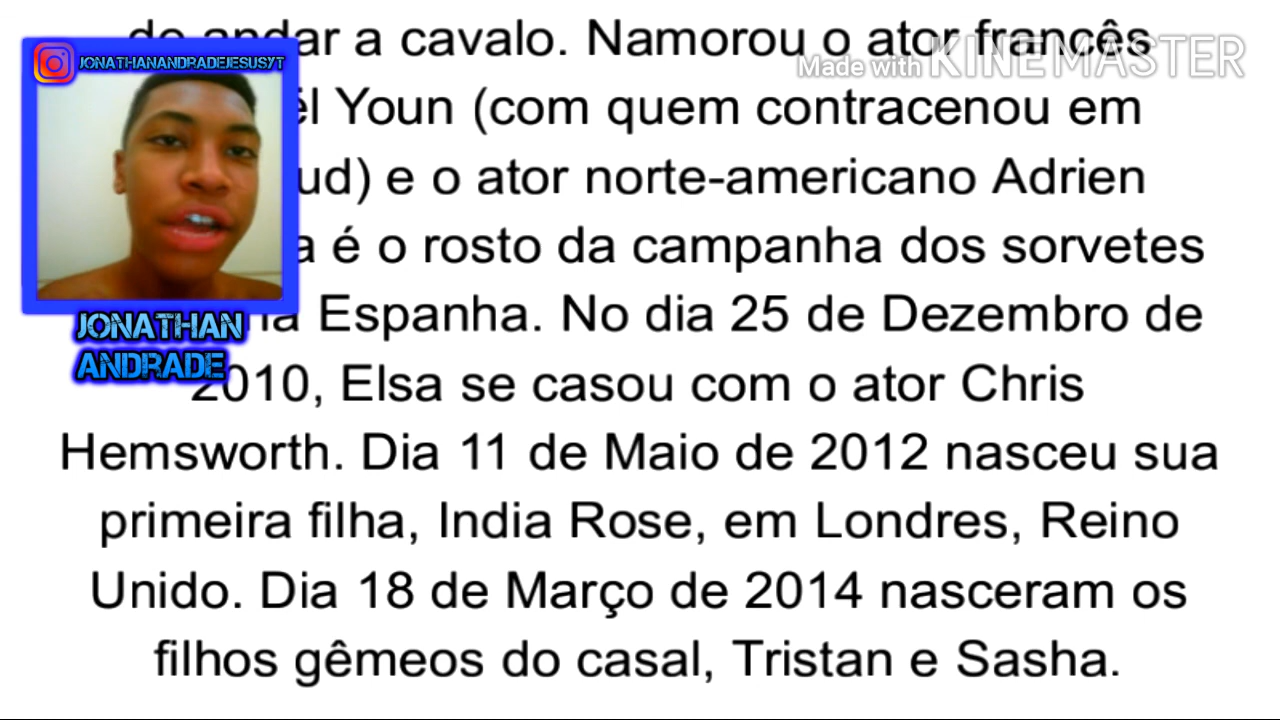 de andar a cavalo. Namorou o ator francês
Made with KINEMASTER
JONATHANANDRADEJESUSYT
Youn (com quem contracenou em
e o ator norte-americano Adrien
é o rosto da campanha dos sorvetes
Espanha. No dia 25 de Dezembro de
JONATHAN
ANDRADE
2010, Elsa se casou com o ator Chris
Hemsworth. Dia 11 de Maio de 2012 nasceu sua
primeira filha, India Rose, em Londres, Reino
Unido. Dia 18 de Março de 2014 nasceram os
filhos gêmeos do casal, Tristan e Sasha.